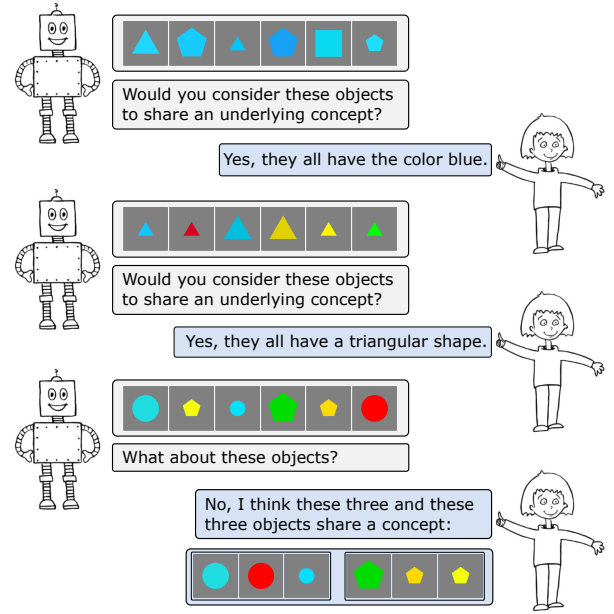 Would you consider these objects
to share an underlying concept?
Yes, they all have the color blue.
Would you consider these objects
to share an underlying concept?
Yes, they all have a triangular shape.
What about these objects?
No, I think these three and these
three objects share a concept: